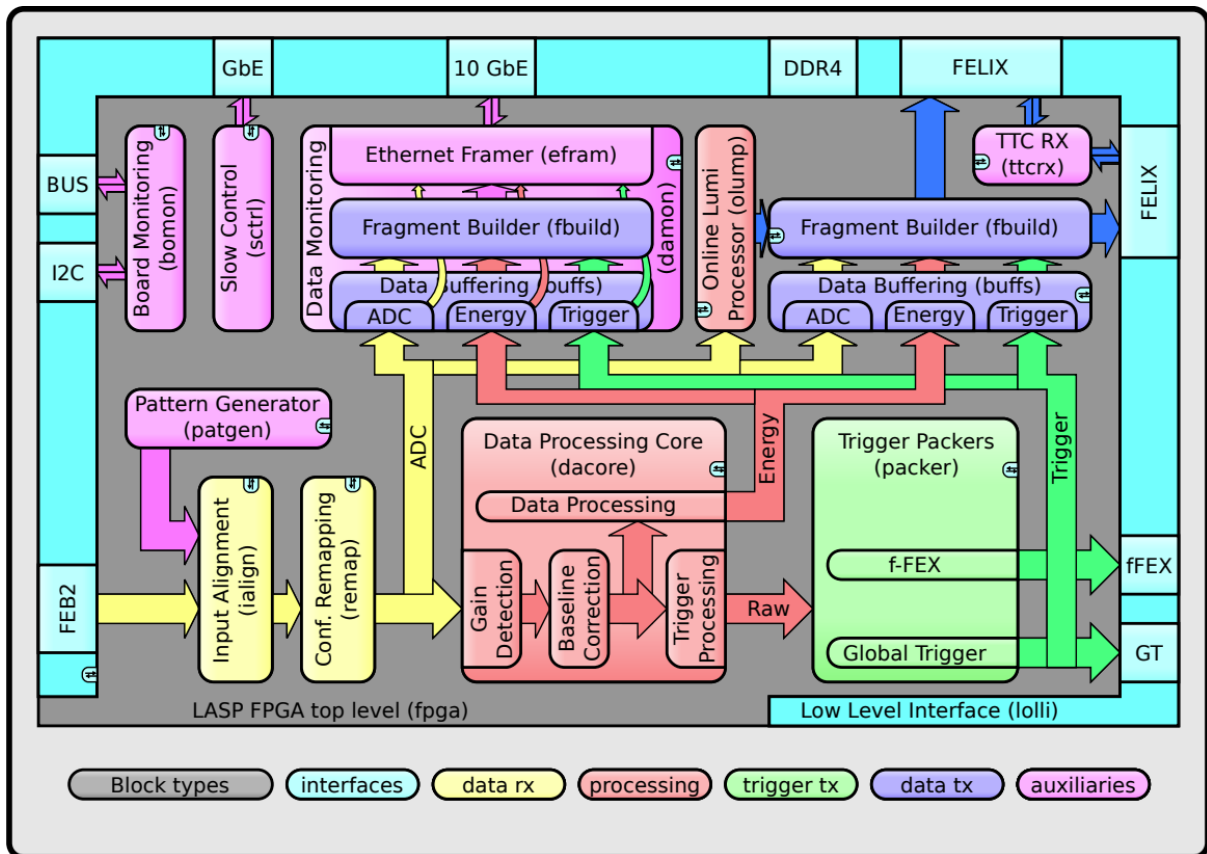 GbE
10 GbE
DDR4
FELIX
BUS
I2C
Board Monitoring
(bomon)
Slow Control
(sctrl)
Data Monitoring
Ethernet Framer (efram)
Fragment Builder (fbuild)
Data Buffering (buffs)
ADC
Energy
Trigger
(damon)
Online Lumi
Processor (olump)
TTC RX
(ttcrx)
FELIX
Fragment Builder (fbuild)
Data Buffering (buffs)
ADC
Energy
Trigger
Pattern Generator
(patgen)
ADC
Data Processing Core
(dacore)
Data Processing
Energy
Trigger Packers
(packer)
Trigger
FEB2
Input Alignment
(ialign)
Conf. Remapping
(remap)
Gain
Detection
Baseline
Correction
Trigger
Processing
Raw
f-FEX
Global Trigger
fFEX
GT
LASP FPGA top level (fpga)
Low Level Interface (lolli)
Block types
interfaces
data rx
processing
trigger tx
data tx
auxiliaries